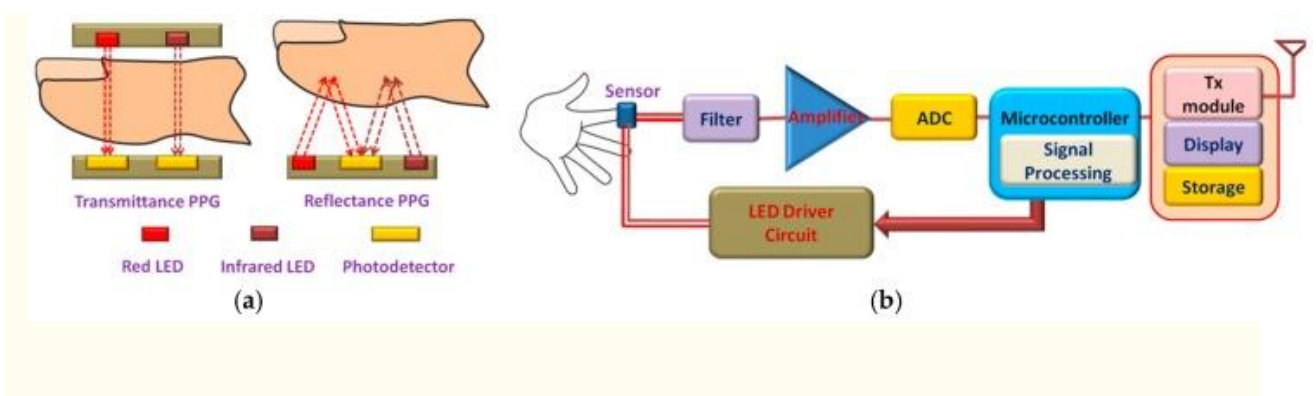 Transmittance PPG
Reflectance PPG
Red LED
Infrared LED
Photodetector
(a)
Sensor
Filter
Amplifier
ADC
Microcontroller
Signal
Processing
Tx
module
Display
Storage
LED Driver
Circuit
(b)